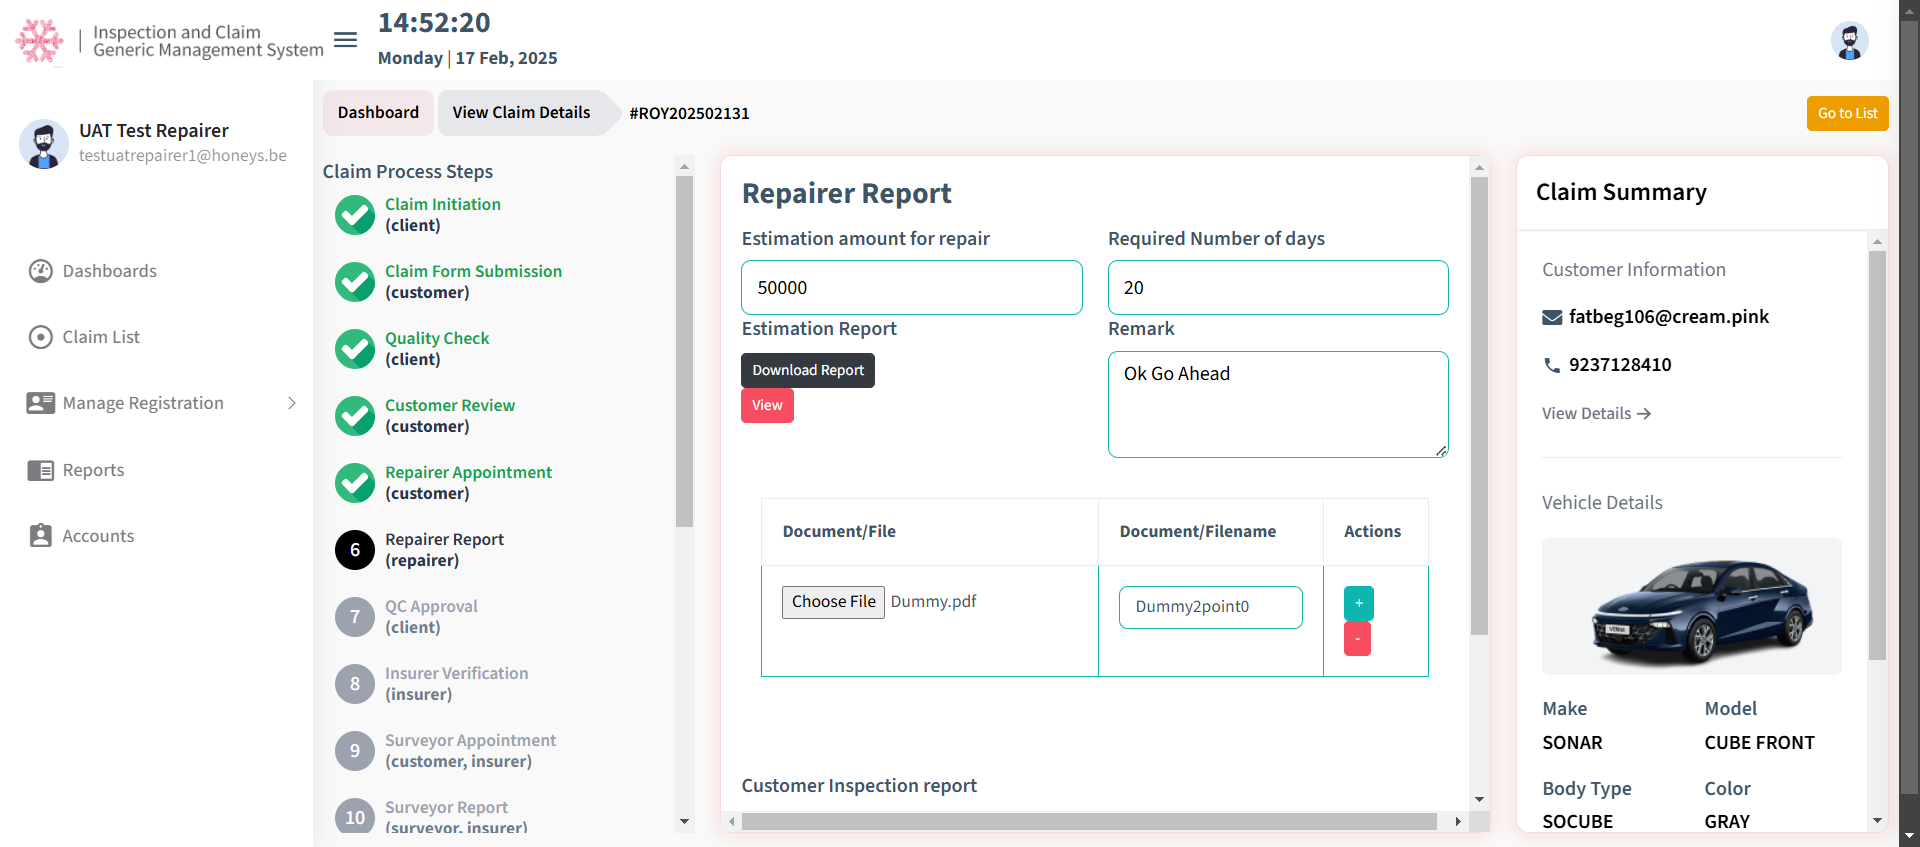 Inspection and Claim
Generic Management System
14:52:20
Monday | 17 Feb, 2025
UAT Test Repairer
testuatrepairer1@honeys.be
Dashboards
Claim List
Manage Registration
Reports
Accounts
Dashboard
View Claim Details
#ROY202502131
Go to List
Claim Process Steps
Claim Initiation
(client)
Claim Form Submission
(customer)
Quality Check
(client)
Customer Review
(customer)
Repairer Appointment
(customer)
6
Repairer Report
(repairer)
7
QC Approval
(client)
8
Insurer Verification
(insurer)
9
Surveyor Appointment
(customer, insurer)
10
Surveyor Report
(surveyor, insurer)
Repairer Report
Estimation amount for repair
50000
Required Number of days
20
Estimation Report
Download Report
View
Remark
Ok Go Ahead
Document/File
Document/Filename
Actions
Choose File Dummy.pdf
Dummy2point0
+
-
Customer Inspection report
Claim Summary
Customer Information
fatbeg106@cream.pink
9237128410
View Details →
Vehicle Details
VERNA
Make
Model
SONAR
CUBE FRONT
Body Type
Color
SOCUBE
GRAY